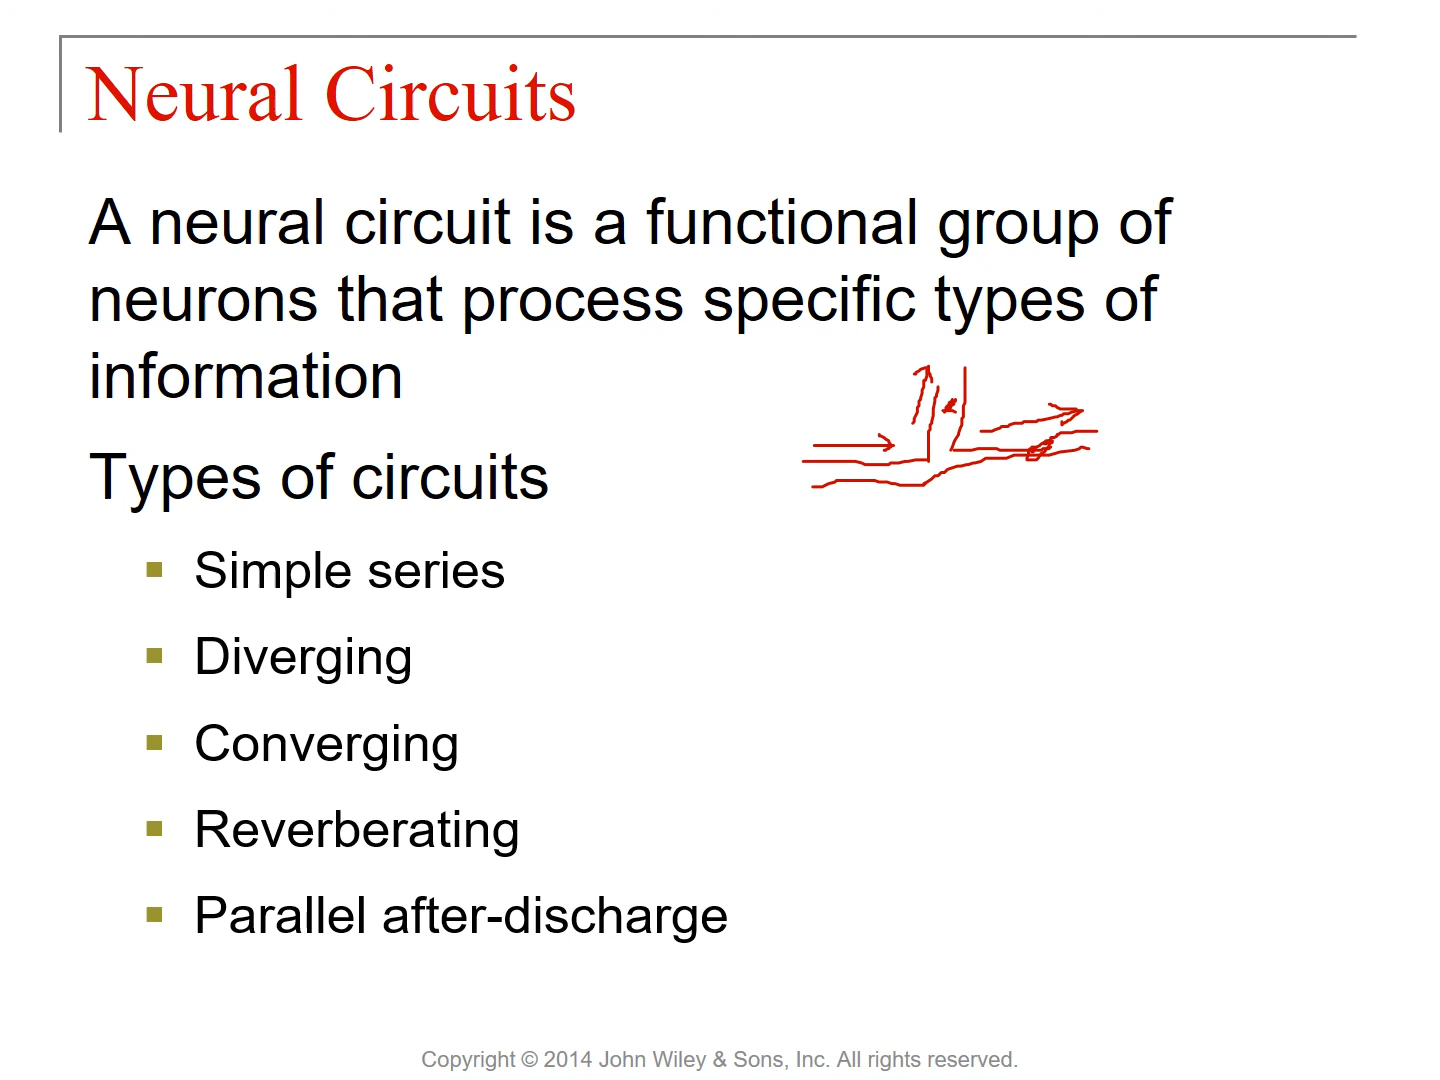 Neural Circuits
A neural circuit is a functional group of
neurons that process specific types of
information
Types of circuits
Simple series
Diverging
Converging
Reverberating
Parallel after-discharge
Copyright © 2014 John Wiley & Sons, Inc. All rights reserved.